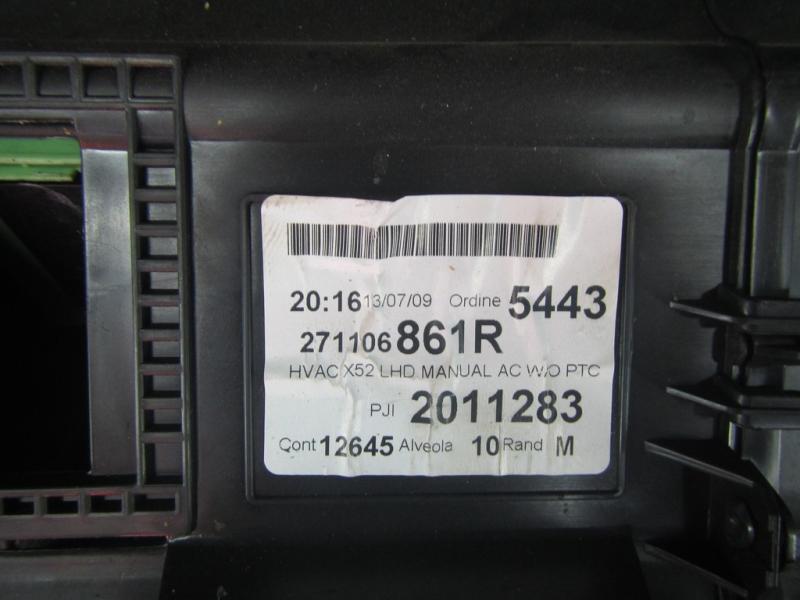 20:16 13/07/09 Ordine 5443
271106 861R
HVAC X52 LHD MANUAL AC W/O PTC
PJI 2011283
Cont 12645 Alveola 10 Rand M